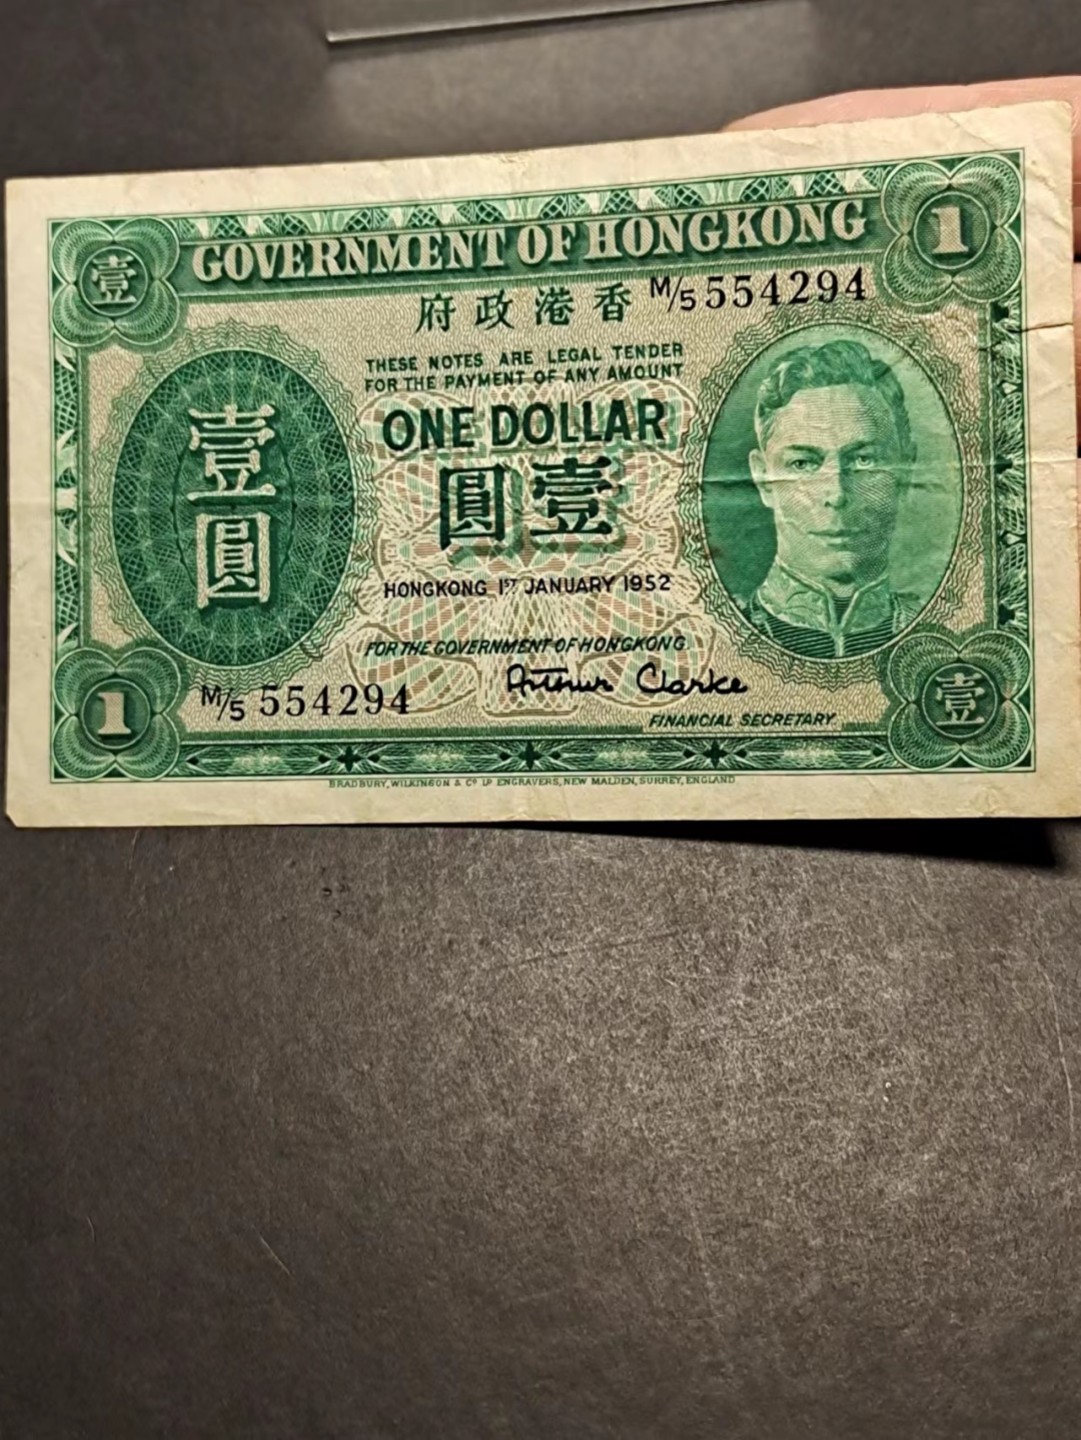 GOVERNMENT OF HONGKONG
壹
1
府政港香
M/5 554294
THESE NOTES ARE LEGAL TENDER
FOR THE PAYMENT OF ANY AMOUNT
ONE DOLLAR
圓壹
壹圓
HONGKONG 1ST JANUARY 1952
FOR THE GOVERNMENT OF HONGKONG
Arthur Clarke
M/5 554294
FINANCIAL SECRETARY
1
壹
BRADBURY, WILKINSON & Co LD ENGRAVERS, NEW MALDEN, SURREY, ENGLAND